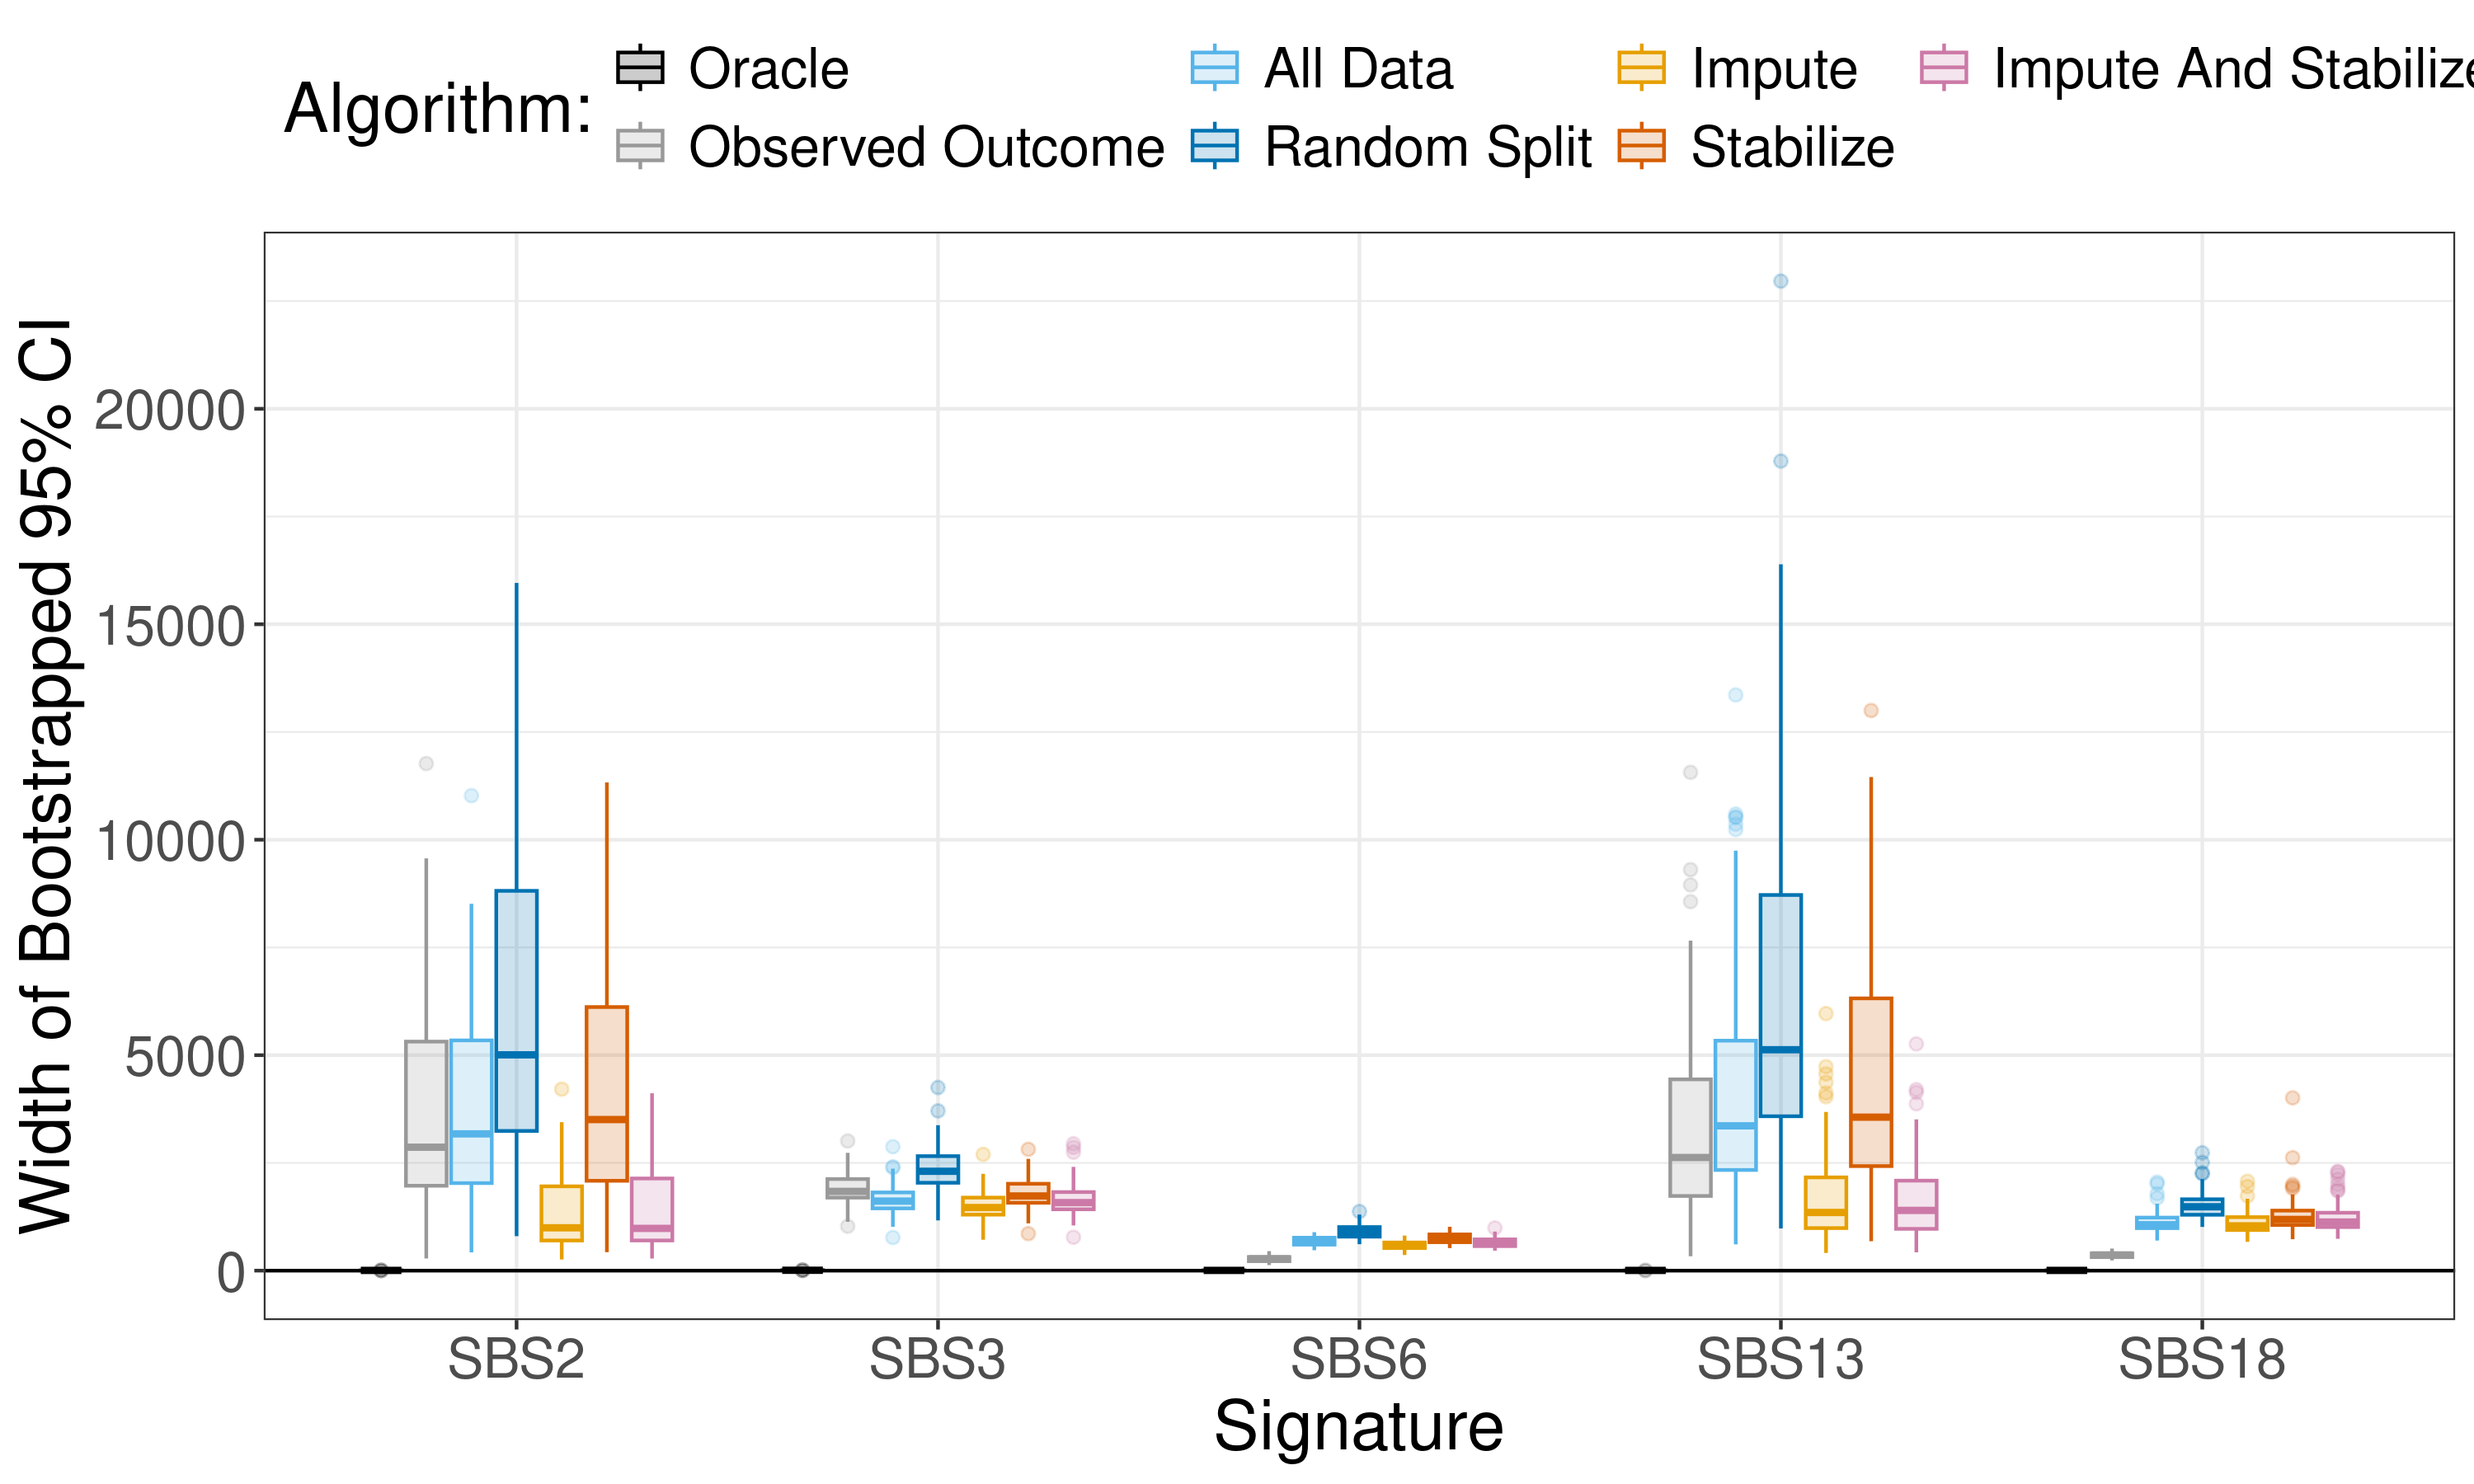 Algorithm:
Oracle
All Data
Impute
Impute And Stabilize
Observed Outcome
Random Split
Stabilize
Width of Bootstrapped 95% CI
20000
15000
10000
5000
0
SBS2
SBS3
SBS6
SBS13
SBS18
Signature